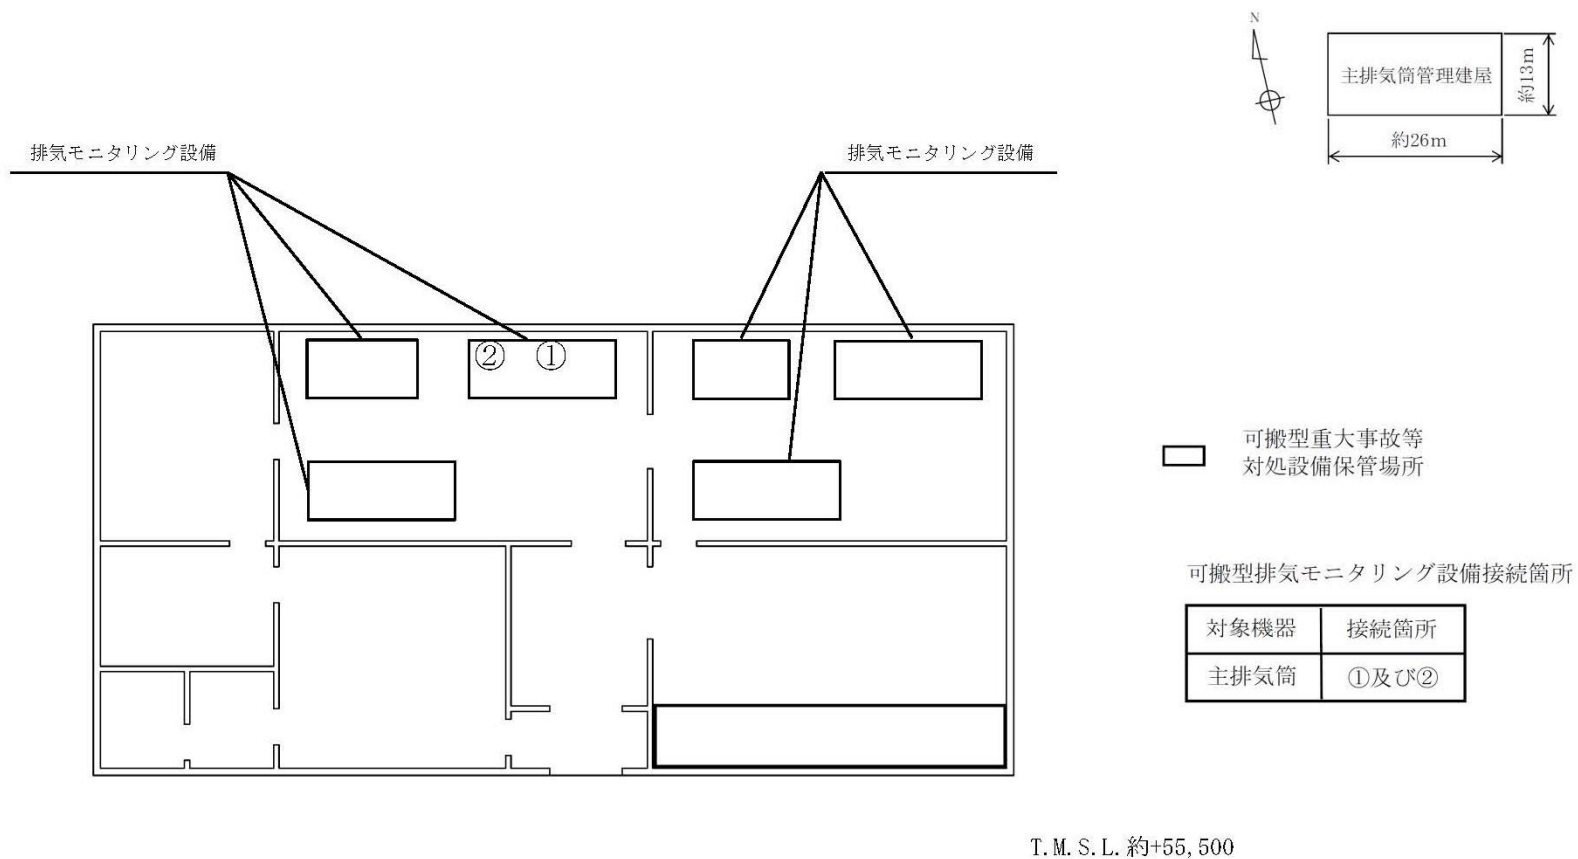 N
主排気筒管理建屋
約13m
約26m
排気モニタリング設備
排気モニタリング設備
② ①
可搬型重大事故等
対処設備保管場所
可搬型排気モニタリング設備接続箇所
対象機器 接続箇所
主排気筒 ①及び②
T.M.S.L.約+55,500